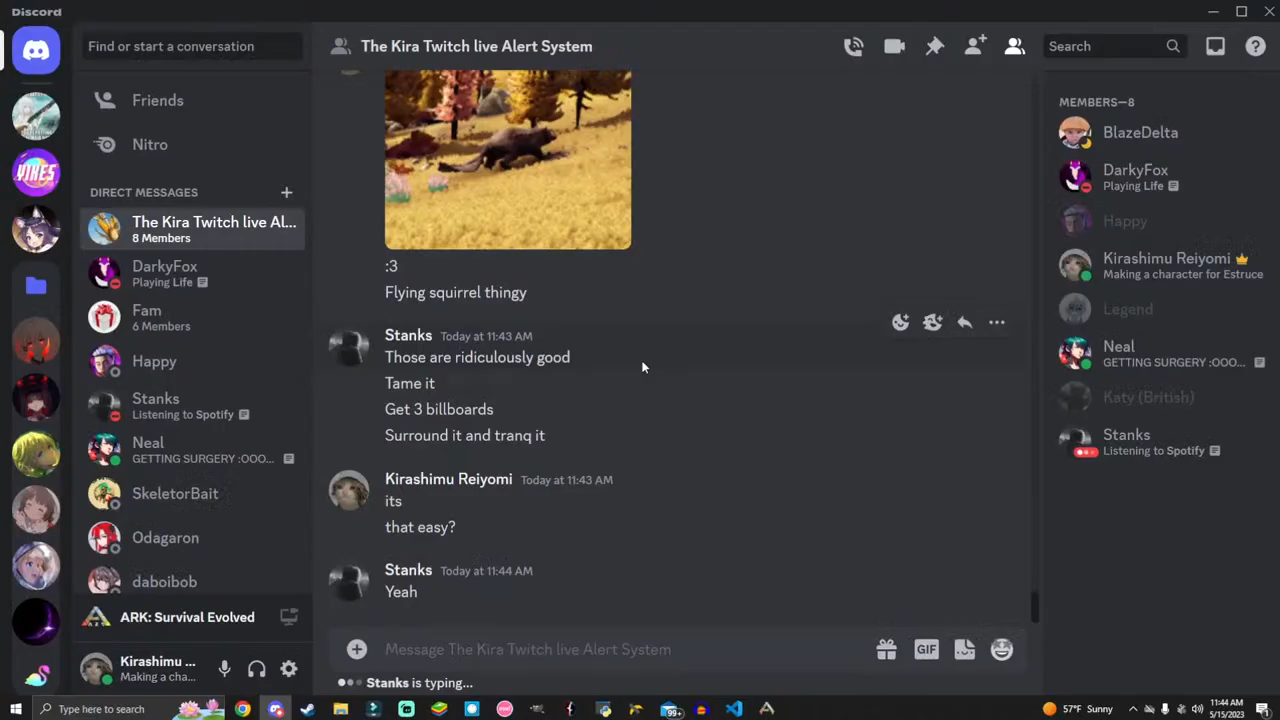 Discord
Find or start a conversation
Friends
Nitro
DIRECT MESSAGES
The Kira Twitch live Al...
8 Members
DarkyFox
Playing Life
Fam
6 Members
Happy
Stanks
Listening to Spotify
Neal
GETTING SURGERY :OOO...
SkeletorBait
Odagaron
daboibob
ARK: Survival Evolved
Kirashimu ...
Making a cha...
YIKES
The Kira Twitch live Alert System
Search
:3
Flying squirrel thingy
Stanks Today at 11:43 AM
Those are ridiculously good
Tame it
Get 3 billboards
Surround it and tranq it
Kirashimu Reiyomi Today at 11:43 AM
its
that easy?
Stanks Today at 11:44 AM
Yeah
Message The Kira Twitch live Alert System
GIF
Stanks is typing...
MEMBERS—8
BlazeDelta
DarkyFox
Playing Life
Happy
Kirashimu Reiyomi
Making a character for Estruce
Legend
Neal
GETTING SURGERY :OOO...
Katy (British)
Stanks
Listening to Spotify
Type here to search
99+
57°F Sunny
11:44 AM
5/15/2023